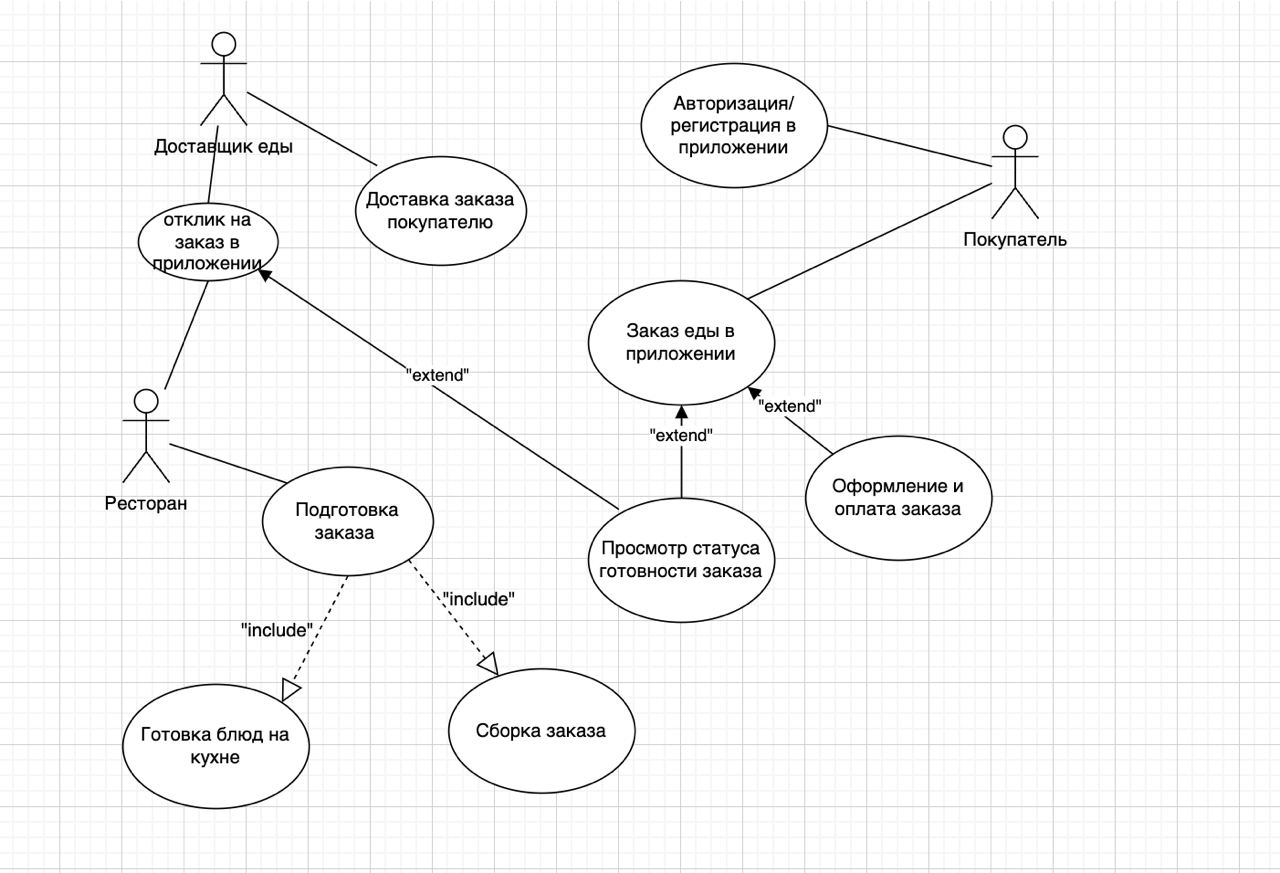 Доставщик еды
Авторизация/
регистрация в
приложении
Покупатель
Доставка заказа
покупателю
отклик на
заказ в
приложении
Заказ еды в
приложении
"extend"
"extend"
"extend"
Ресторан
Подготовка
заказа
Оформление и
оплата заказа
Просмотр статуса
готовности заказа
"include"
"include"
Готовка блюд на
кухне
Сборка заказа